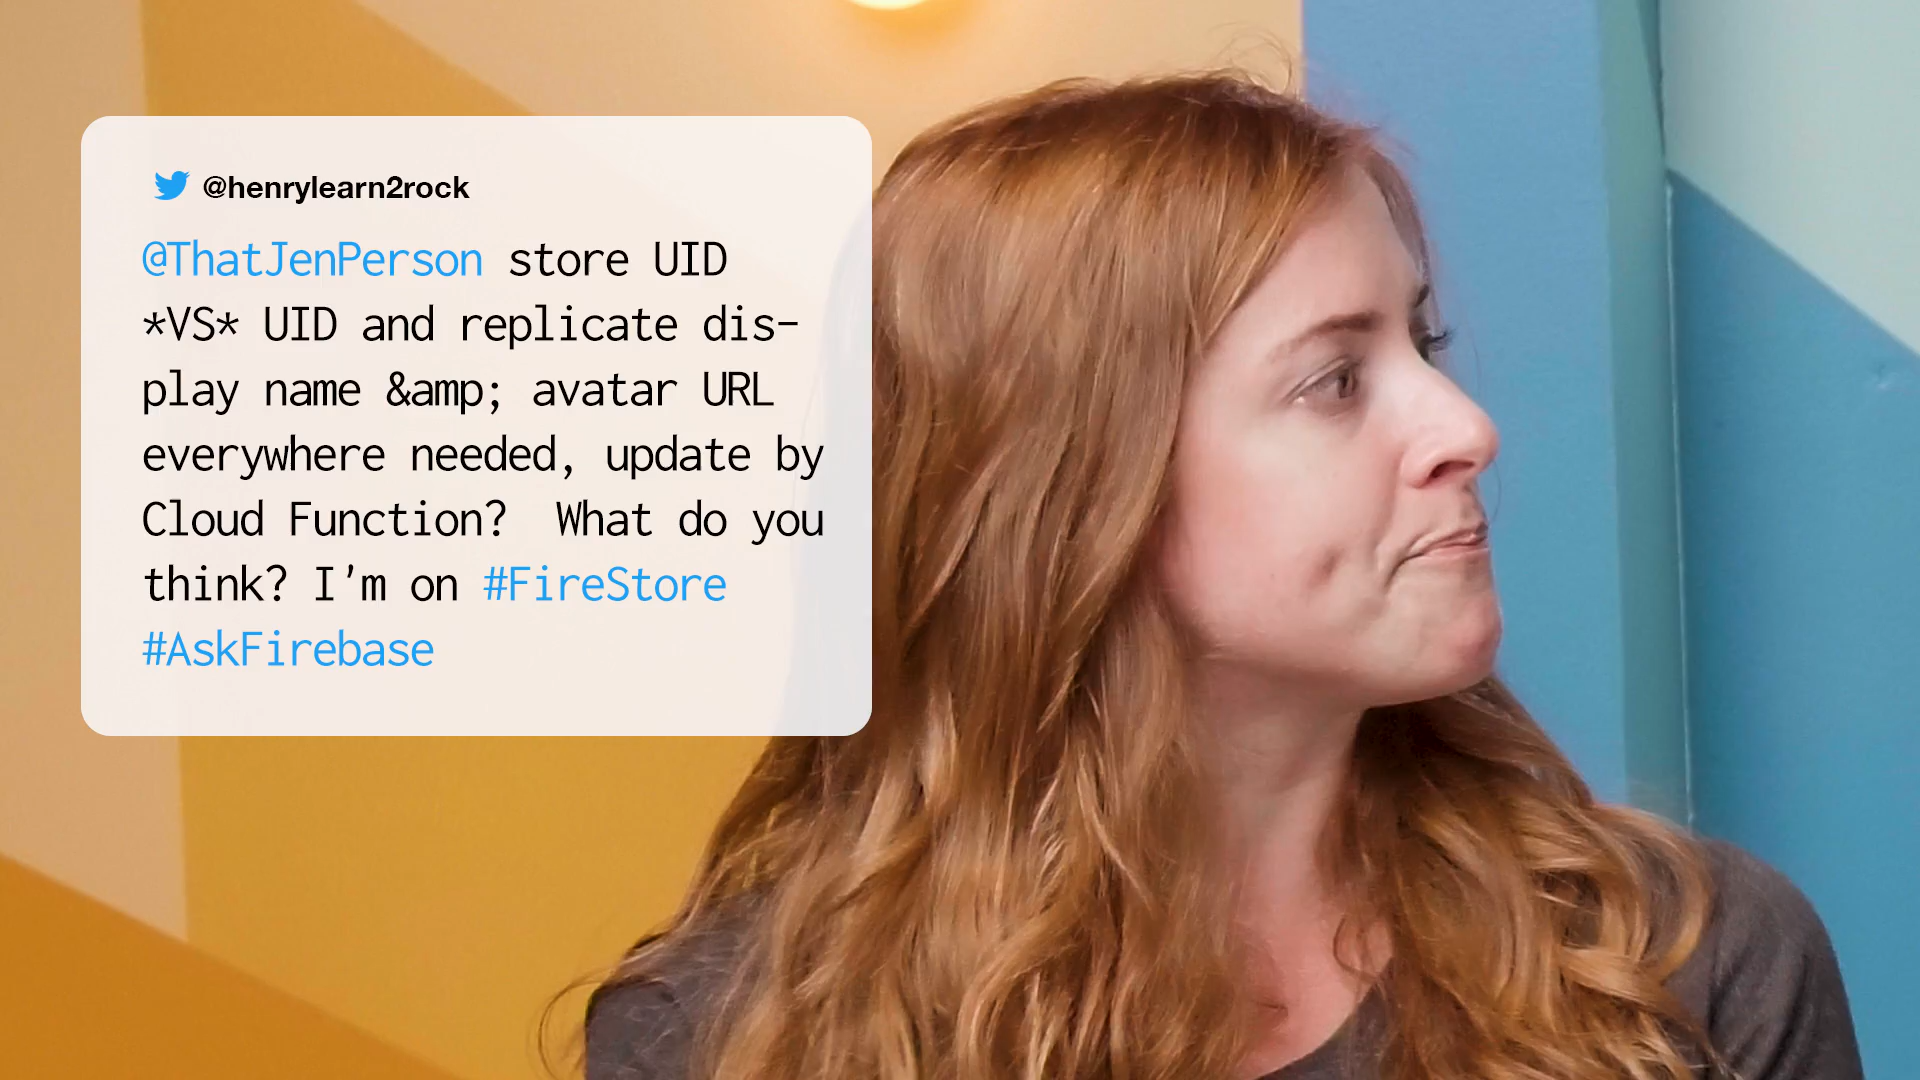 @henrylearn2rock
@ThatJenPerson store UID
*VS* UID and replicate dis-
play name &amp; avatar URL
everywhere needed, update by
Cloud Function?  What do you
think? I'm on #FireStore
#AskFirebase